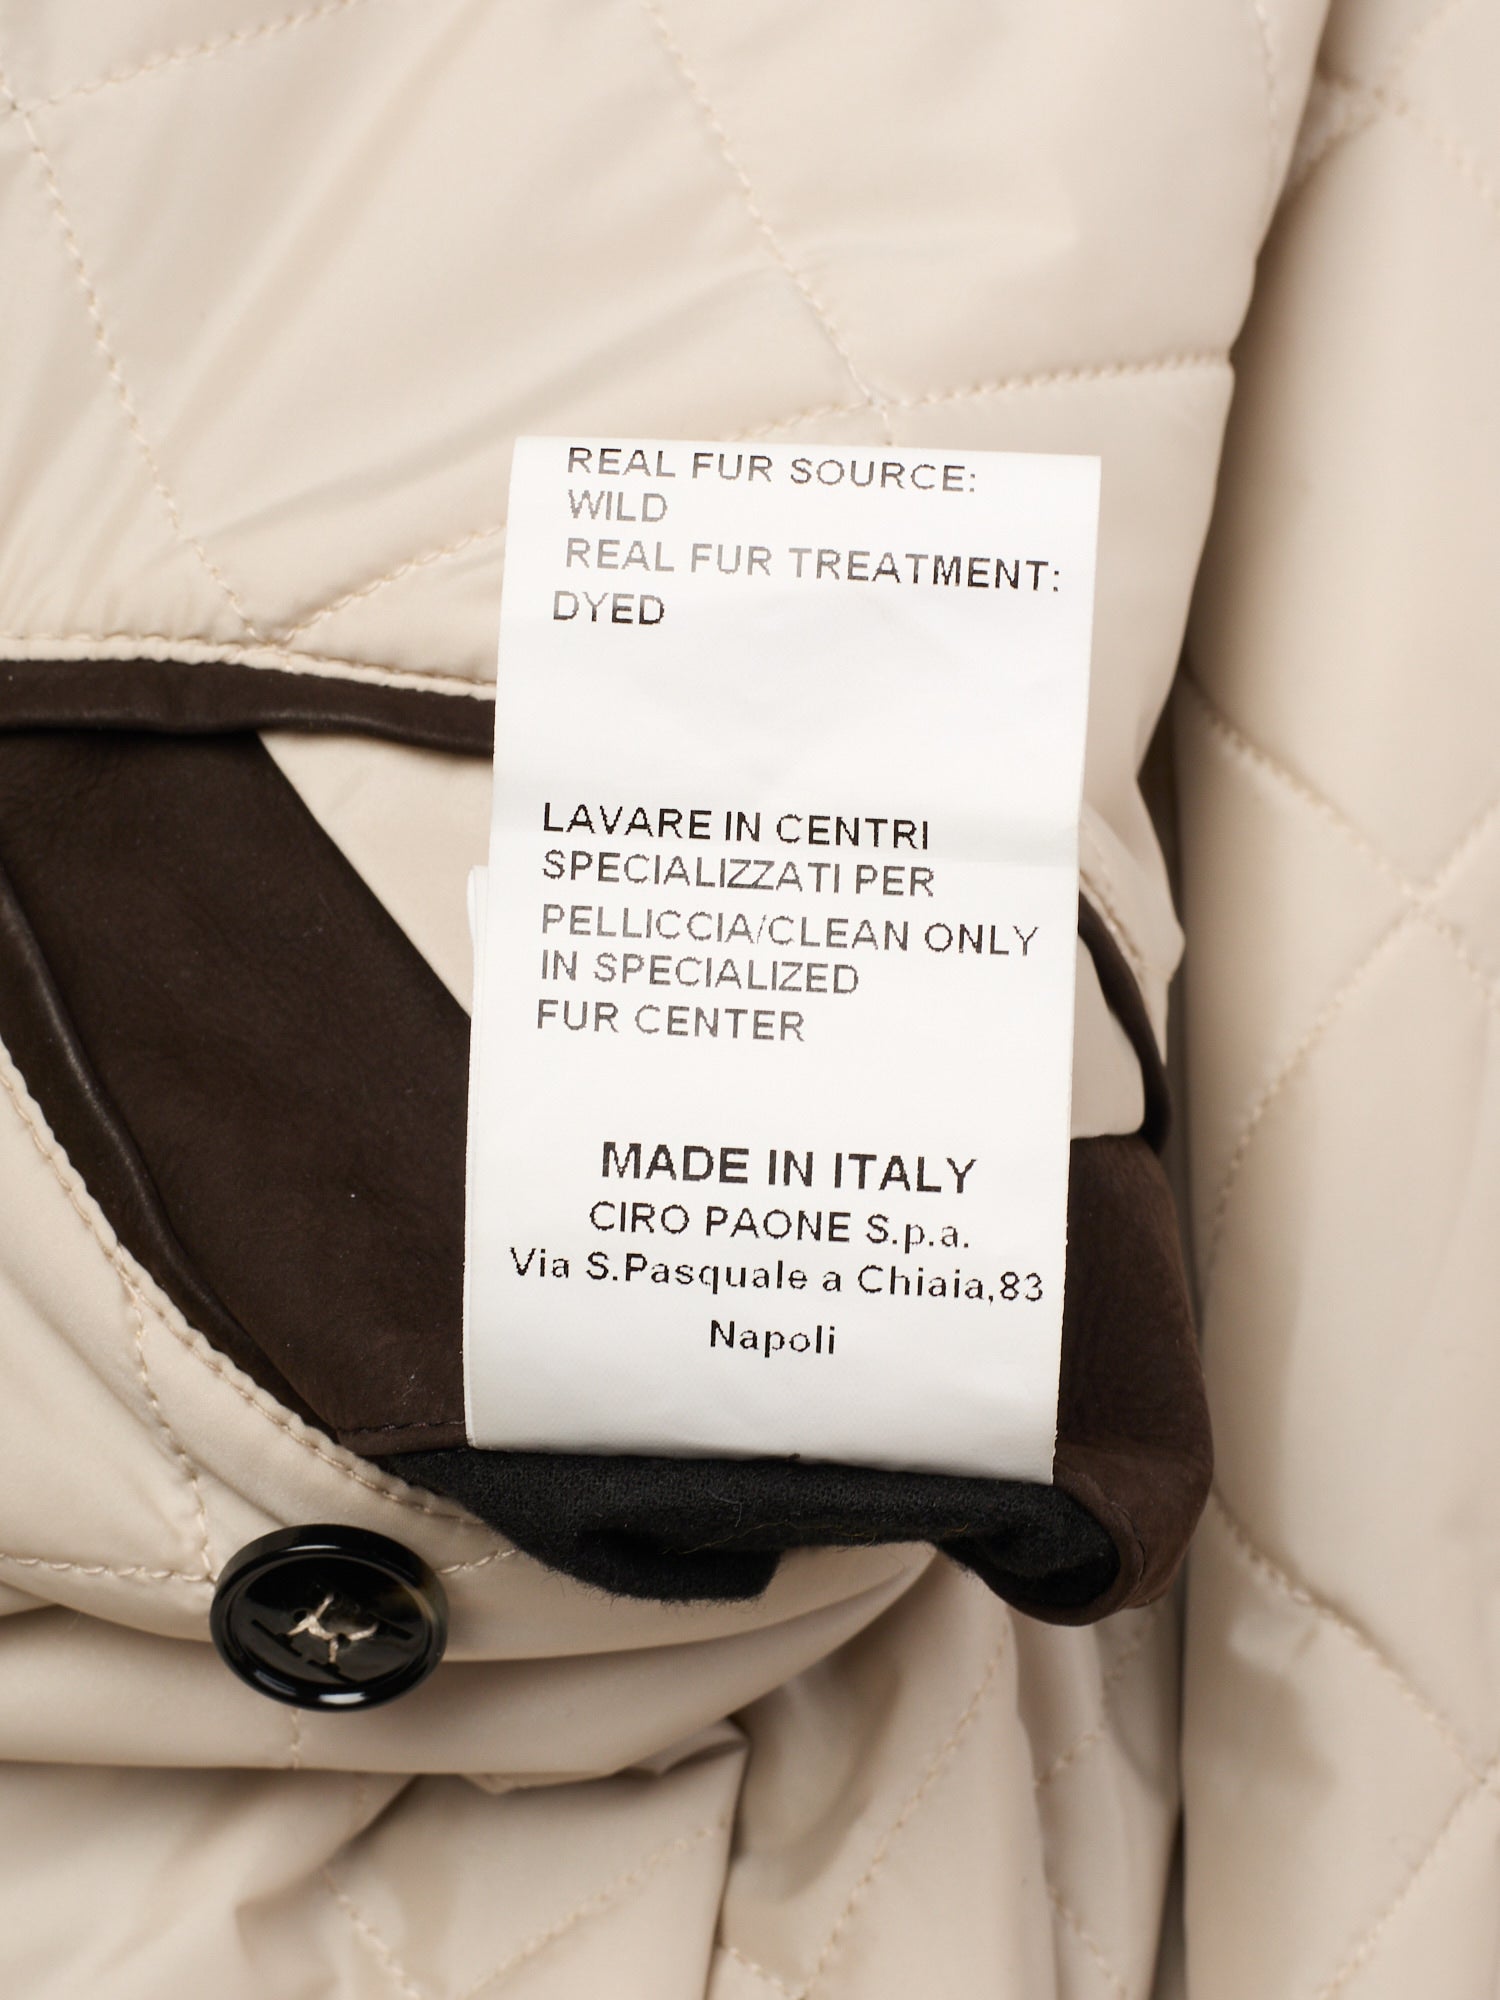 REAL FUR SOURCE:
WILD
REAL FUR TREATMENT:
DYED
LAVARE IN CENTRI
SPECIALIZZATI PER
PELLICCIA/CLEAN ONLY
IN SPECIALIZED
FUR CENTER
MADE IN ITALY
CIRO PAONE S.p.a.
Via S.Pasquale a Chiaia,83
Napoli